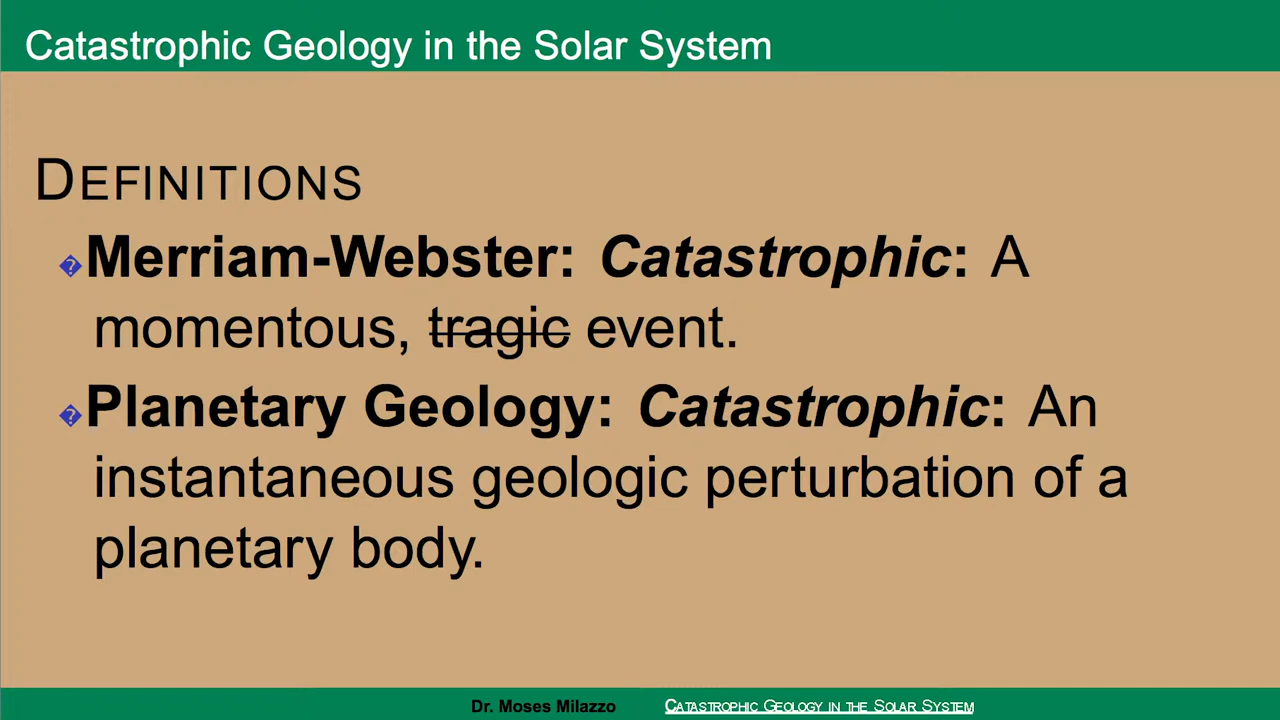 Catastrophic Geology in the Solar System
DEFINITIONS
�Merriam-Webster: Catastrophic: A
momentous, tragic event.
�Planetary Geology: Catastrophic: An
instantaneous geologic perturbation of a
planetary body.
Dr. Moses Milazzo CATASTROPHIC GEOLOGY IN THE SOLAR SYSTEM